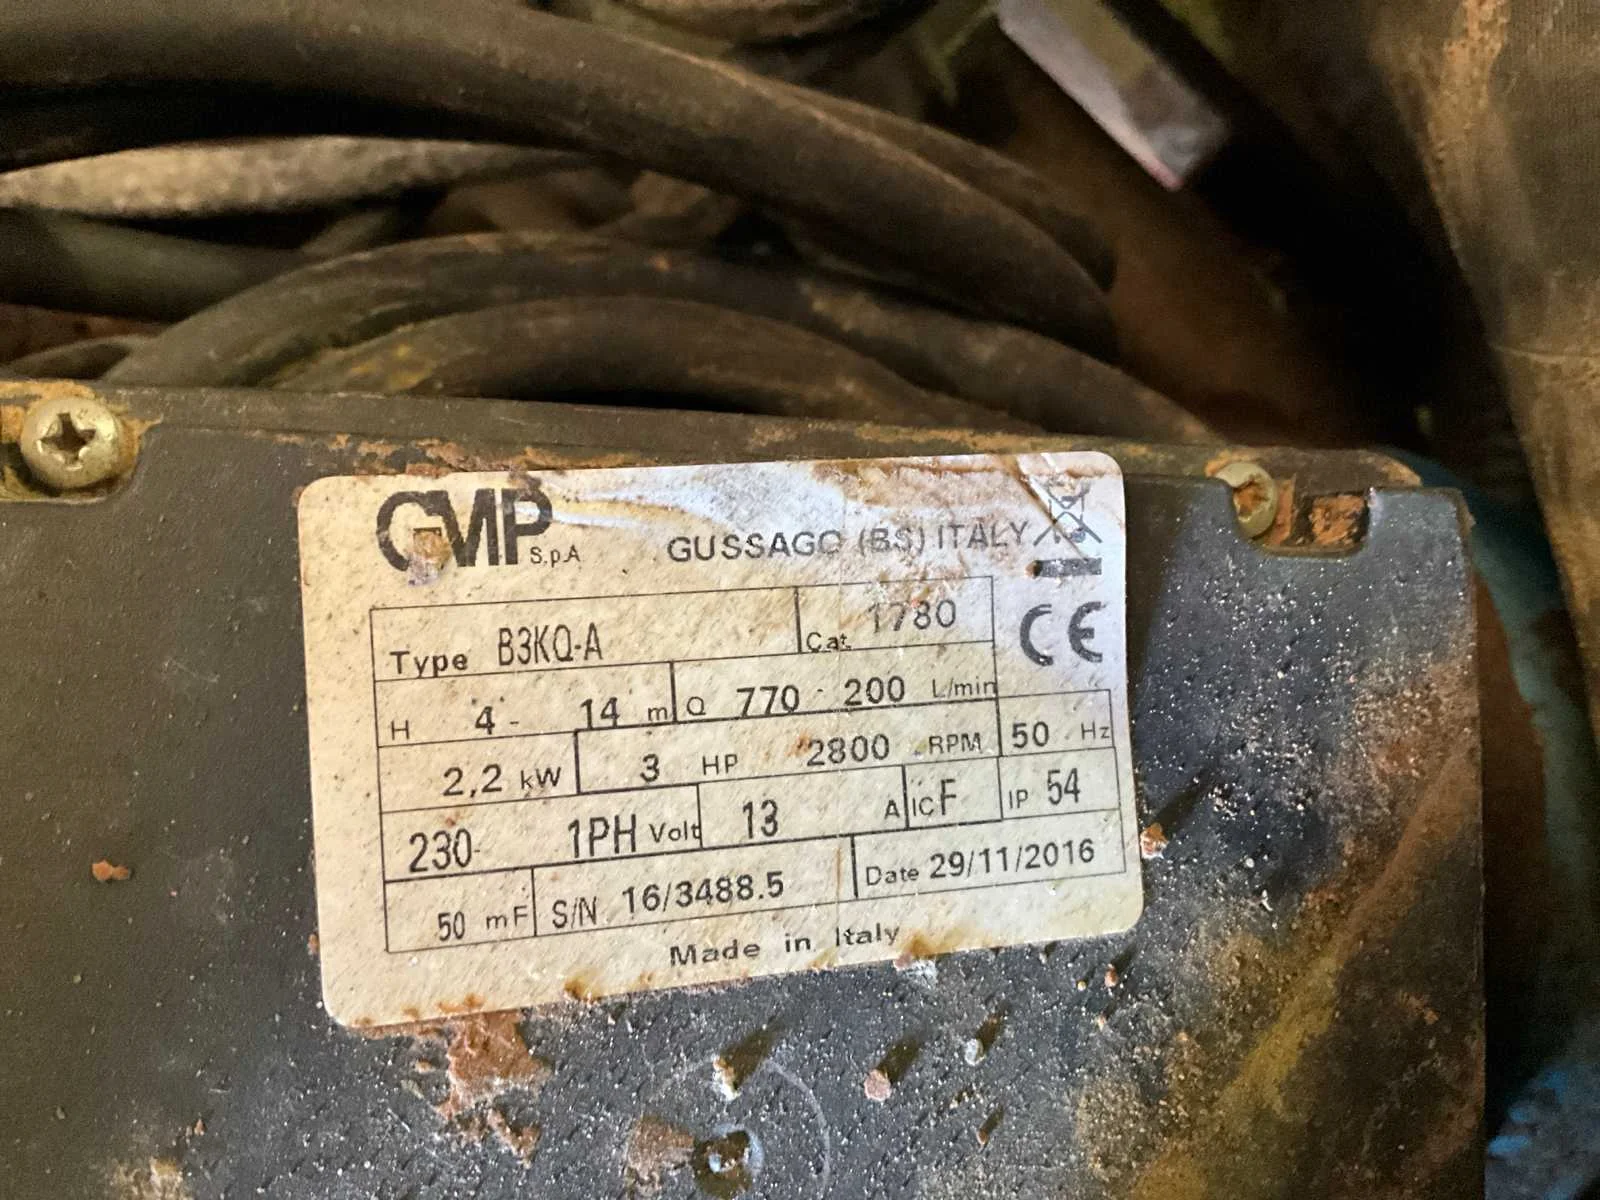 GMP S.p.A GUSSAGO (BS) ITALY
CE
Type B3KQ-A Cat. 1780
H 4 - 14 m Q 770 - 200 L/min
2,2 kW 3 HP 2800 RPM 50 Hz
230 1PH Volt 13 A IC F IP 54
50 mF S/N 16/3488.5 Date 29/11/2016
Made in Italy